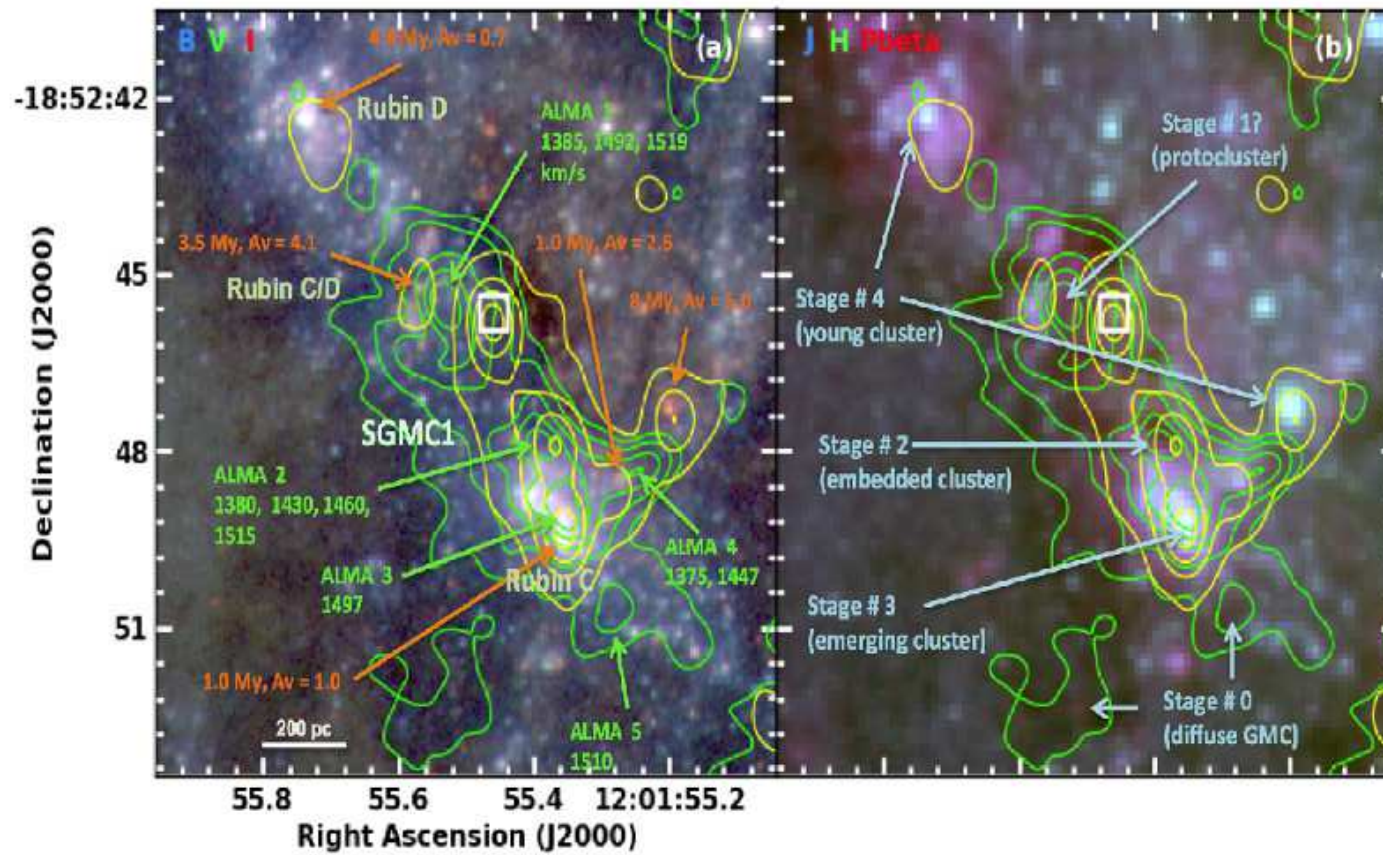 B V I
4.8 My, Av = 0.7
(a)
-18:52:42
Rubin D
ALMA 1
1385, 1492, 1519
km/s
3.5 My, Av = 4.1
1.0 My, Av = 2.6
45
Rubin C/D
8 My, Av = 5.0
SGMC1
48
ALMA 2
1380, 1430, 1460,
1515
ALMA 3
1497
Rubin C
ALMA 4
1375, 1447
51
1.0 My, Av = 1.0
200 pc
ALMA 5
1510
55.8
55.6
55.4
12:01:55.2
Right Ascension (J2000)
Declination (J2000)
J H Pbeta
(b)
Stage # 1?
(protocluster)
Stage # 4
(young cluster)
Stage # 2
(embedded cluster)
Stage # 3
(emerging cluster)
Stage # 0
(diffuse GMC)